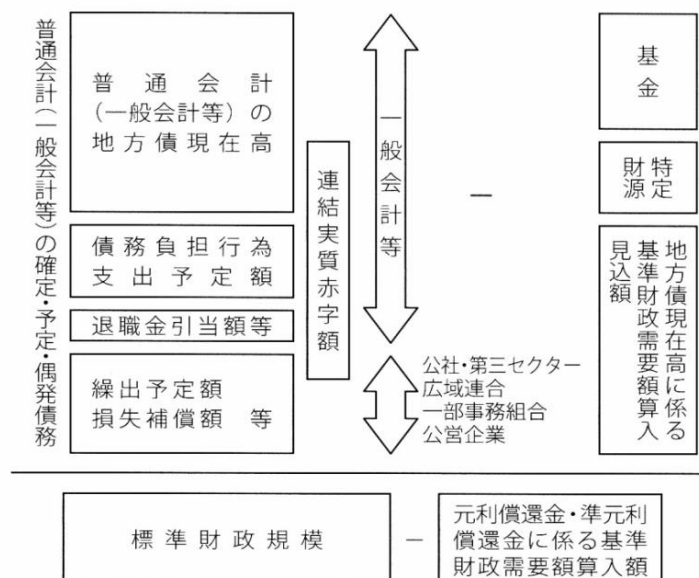 普通会計(一般会計等)の確定・予定・偶発債務
普通会計
(一般会計等)の
地方債現在高
債務負担行為
支出予定額
退職金引当額等
繰出予定額
損失補償額 等
連結実質赤字額
一般会計等
公社・第三セクター
広域連合
一部事務組合
公営企業
－
基
金
特定
財源
地方債現在高に係る
基準財政需要額算入
見込額
標準財政規模
－
元利償還金・準元利
償還金に係る基準
財政需要額算入額